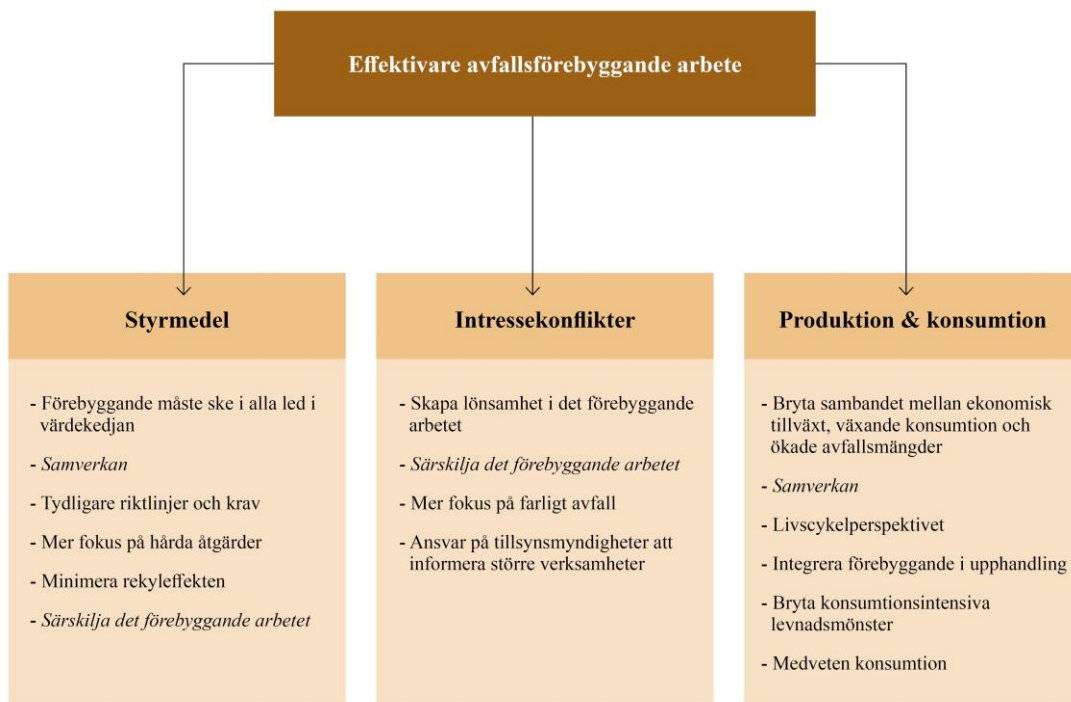 Effektivare avfallsförebyggande arbete
Styrmedel
- Förebyggande måste ske i alla led i
värdekedjan
- Samverkan
- Tydligare riktlinjer och krav
- Mer fokus på hårda åtgärder
- Minimera rekyleffekten
- Särskilja det förebyggande arbetet
Intressekonflikter
- Skapa lönsamhet i det förebyggande
arbetet
- Särskilja det förebyggande arbetet
- Mer fokus på farligt avfall
- Ansvar på tillsynsmyndigheter att
informera större verksamheter
Produktion & konsumtion
- Bryta sambandet mellan ekonomisk
tillväxt, växande konsumtion och
ökade avfallsmängder
- Samverkan
- Livscykelperspektivet
- Integrera förebyggande i upphandling
- Bryta konsumtionsintensiva
levnadsmönster
- Medveten konsumtion